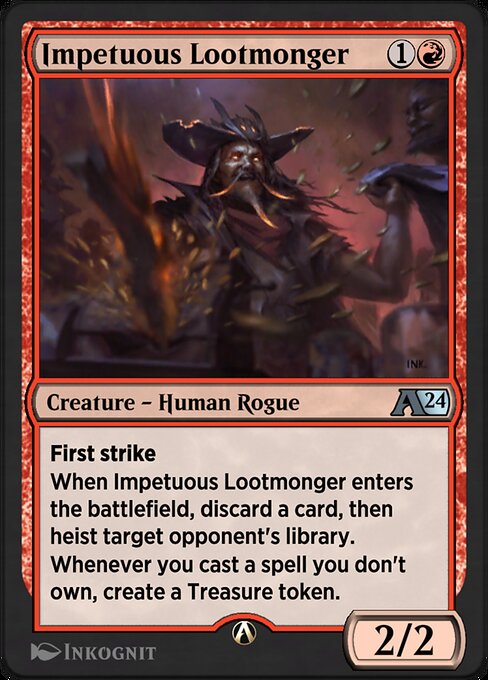 Impetuous Lootmonger 1
INK.
Creature – Human Rogue A24
First strike
When Impetuous Lootmonger enters
the battlefield, discard a card, then
heist target opponent's library.
Whenever you cast a spell you don't
own, create a Treasure token.
2/2
INKOGNIT